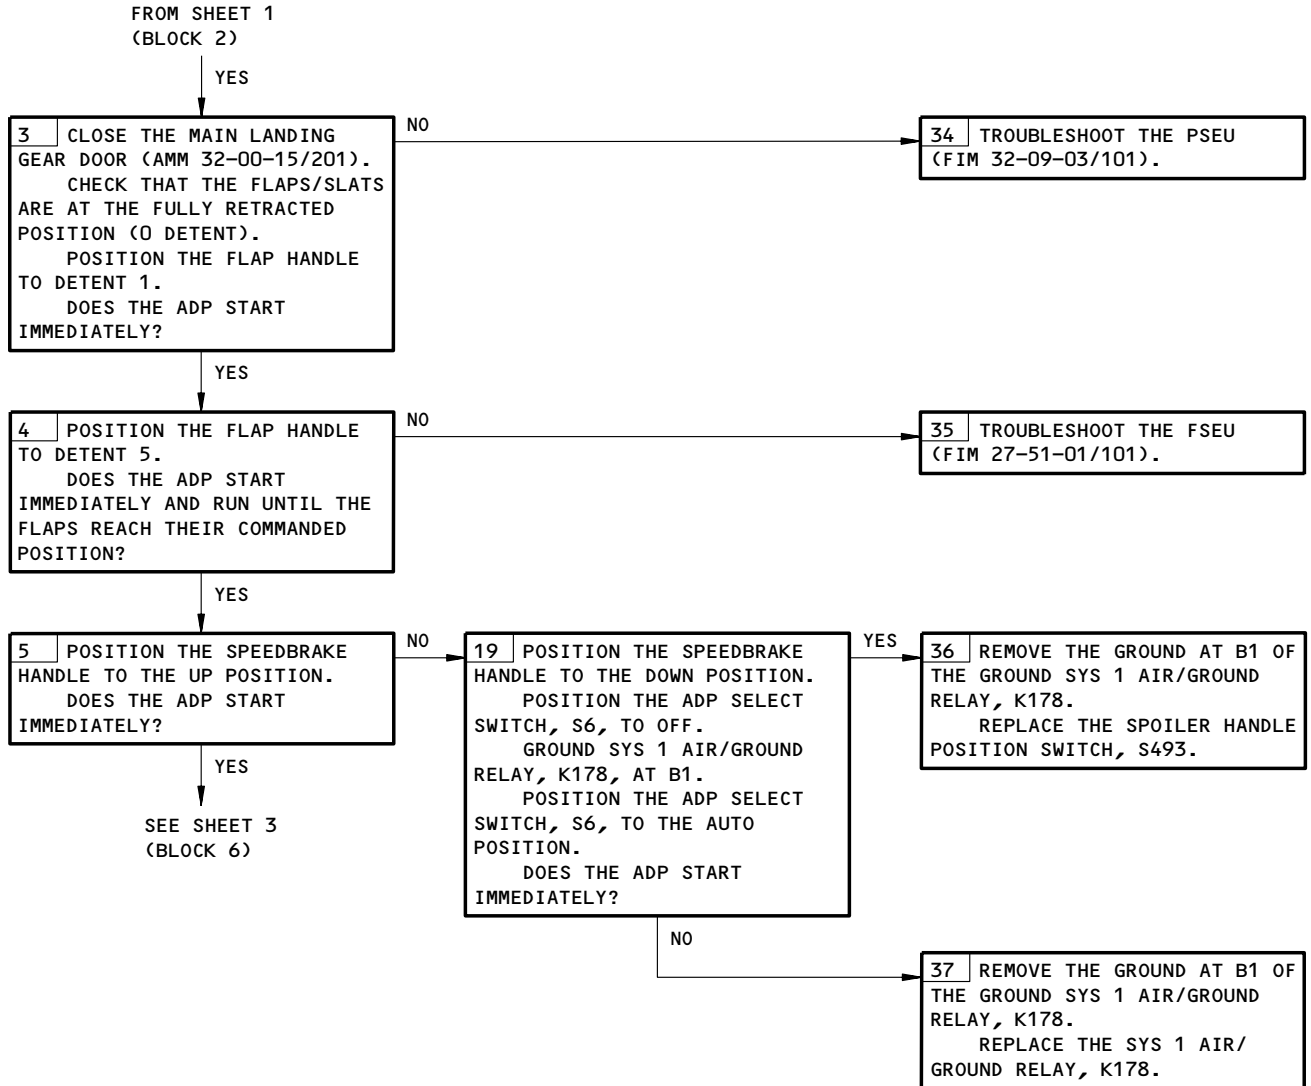 FROM SHEET 1
(BLOCK 2)
YES
3 CLOSE THE MAIN LANDING
GEAR DOOR (AMM 32-00-15/201).
CHECK THAT THE FLAPS/SLATS
ARE AT THE FULLY RETRACTED
POSITION (0 DETENT).
POSITION THE FLAP HANDLE
TO DETENT 1.
DOES THE ADP START
IMMEDIATELY?
NO
34 TROUBLESHOOT THE PSEU
(FIM 32-09-03/101).
YES
4 POSITION THE FLAP HANDLE
TO DETENT 5.
DOES THE ADP START
IMMEDIATELY AND RUN UNTIL THE
FLAPS REACH THEIR COMMANDED
POSITION?
NO
35 TROUBLESHOOT THE FSEU
(FIM 27-51-01/101).
YES
5 POSITION THE SPEEDBRAKE
HANDLE TO THE UP POSITION.
DOES THE ADP START
IMMEDIATELY?
NO
19 POSITION THE SPEEDBRAKE
HANDLE TO THE DOWN POSITION.
POSITION THE ADP SELECT
SWITCH, S6, TO OFF.
GROUND SYS 1 AIR/GROUND
RELAY, K178, AT B1.
POSITION THE ADP SELECT
SWITCH, S6, TO THE AUTO
POSITION.
DOES THE ADP START
IMMEDIATELY?
YES
36 REMOVE THE GROUND AT B1 OF
THE GROUND SYS 1 AIR/GROUND
RELAY, K178.
REPLACE THE SPOILER HANDLE
POSITION SWITCH, S493.
YES
SEE SHEET 3
(BLOCK 6)
NO
37 REMOVE THE GROUND AT B1 OF
THE GROUND SYS 1 AIR/GROUND
RELAY, K178.
REPLACE THE SYS 1 AIR/
GROUND RELAY, K178.